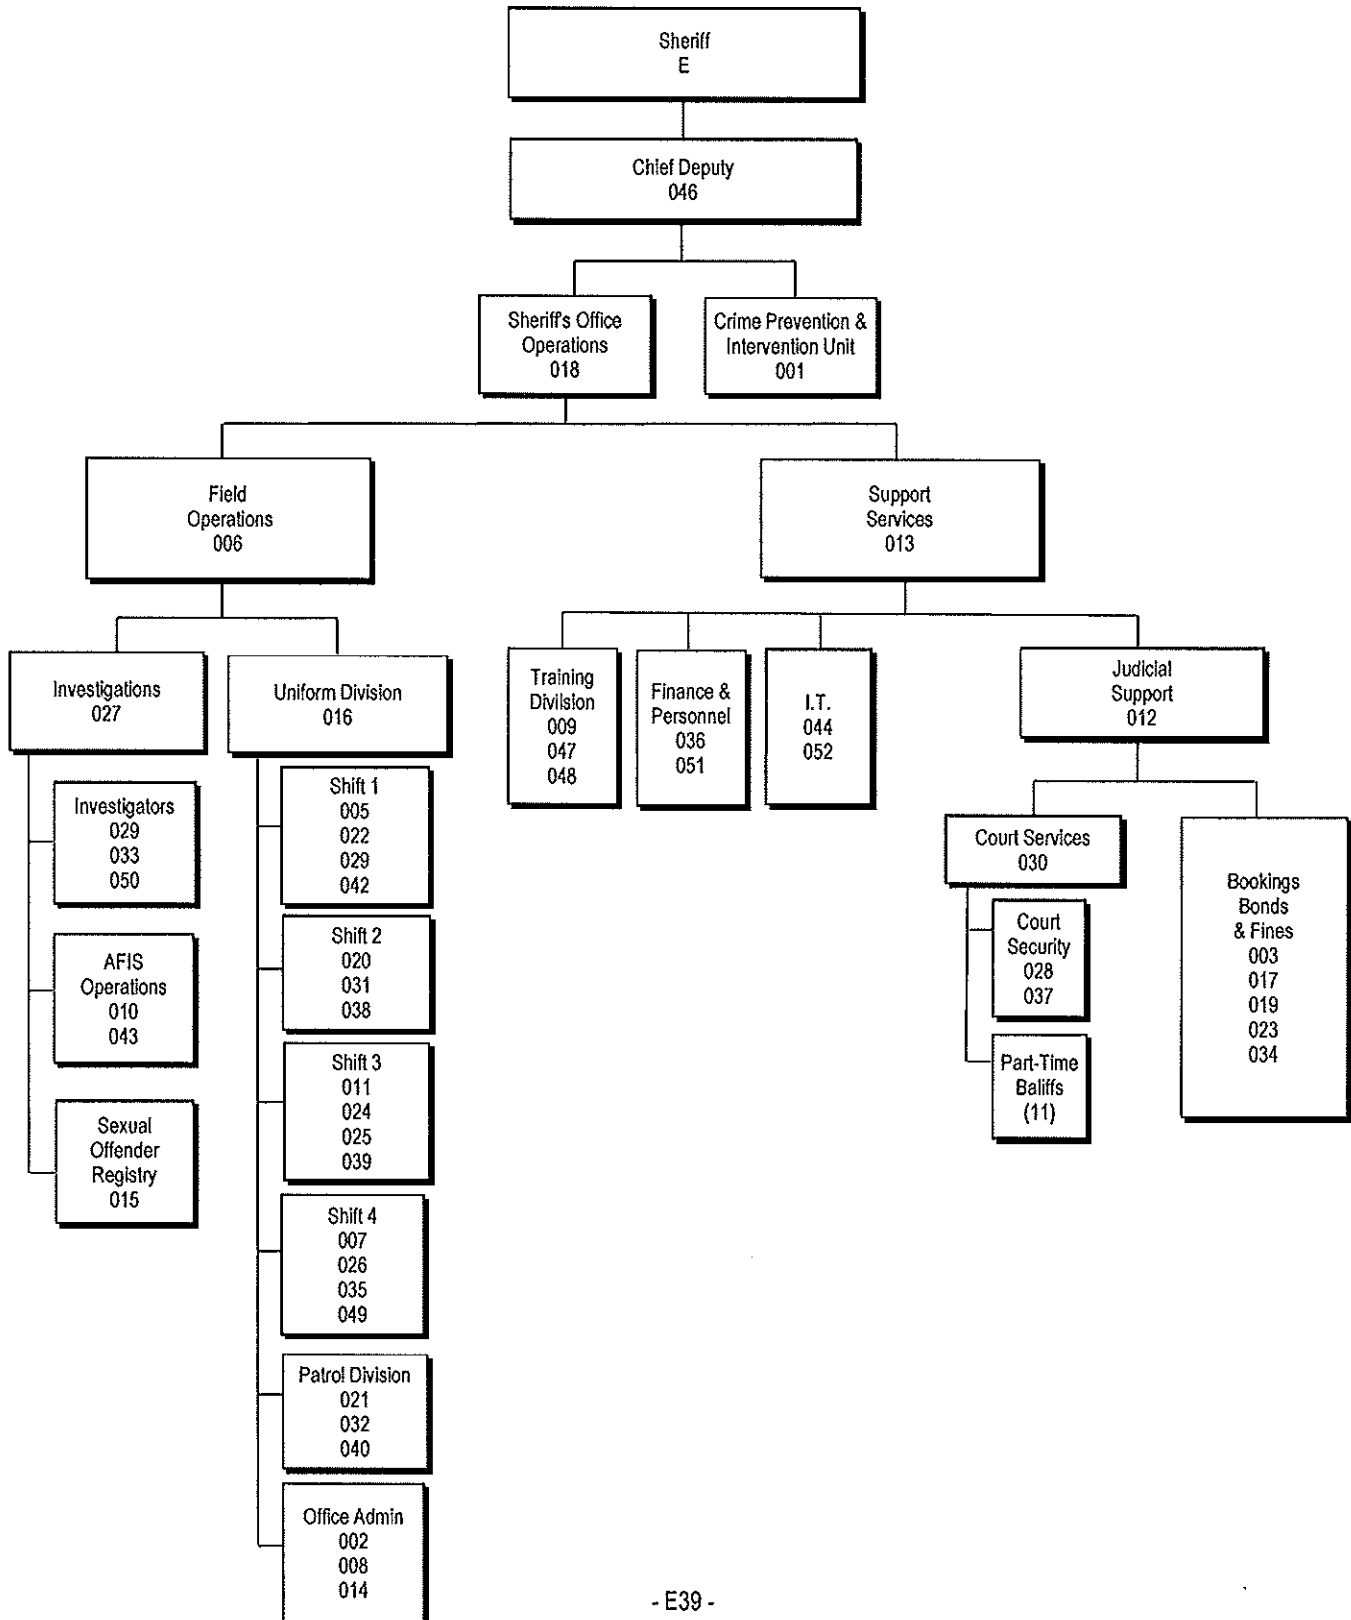 Sheriff
E
Chief Deputy
046
Sheriff's Office
Operations
018
Crime Prevention &
Intervention Unit
001
Field
Operations
006
Support
Services
013
Investigations
027
Uniform Division
016
Training
Divilsion
009
047
048
Finance &
Personnel
036
051
I.T.
044
052
Judicial
Support
012
Investigators
029
033
050
AFIS
Operations
010
043
Sexual
Offender
Registry
015
Shift 1
005
022
029
042
Shift 2
020
031
038
Shift 3
011
024
025
039
Shift 4
007
026
035
049
Patrol Division
021
032
040
Office Admin
002
008
014
Court Services
030
Court
Security
028
037
Part-Time
Baliffs
(11)
Bookings
Bonds
& Fines
003
017
019
023
034
- E39 -